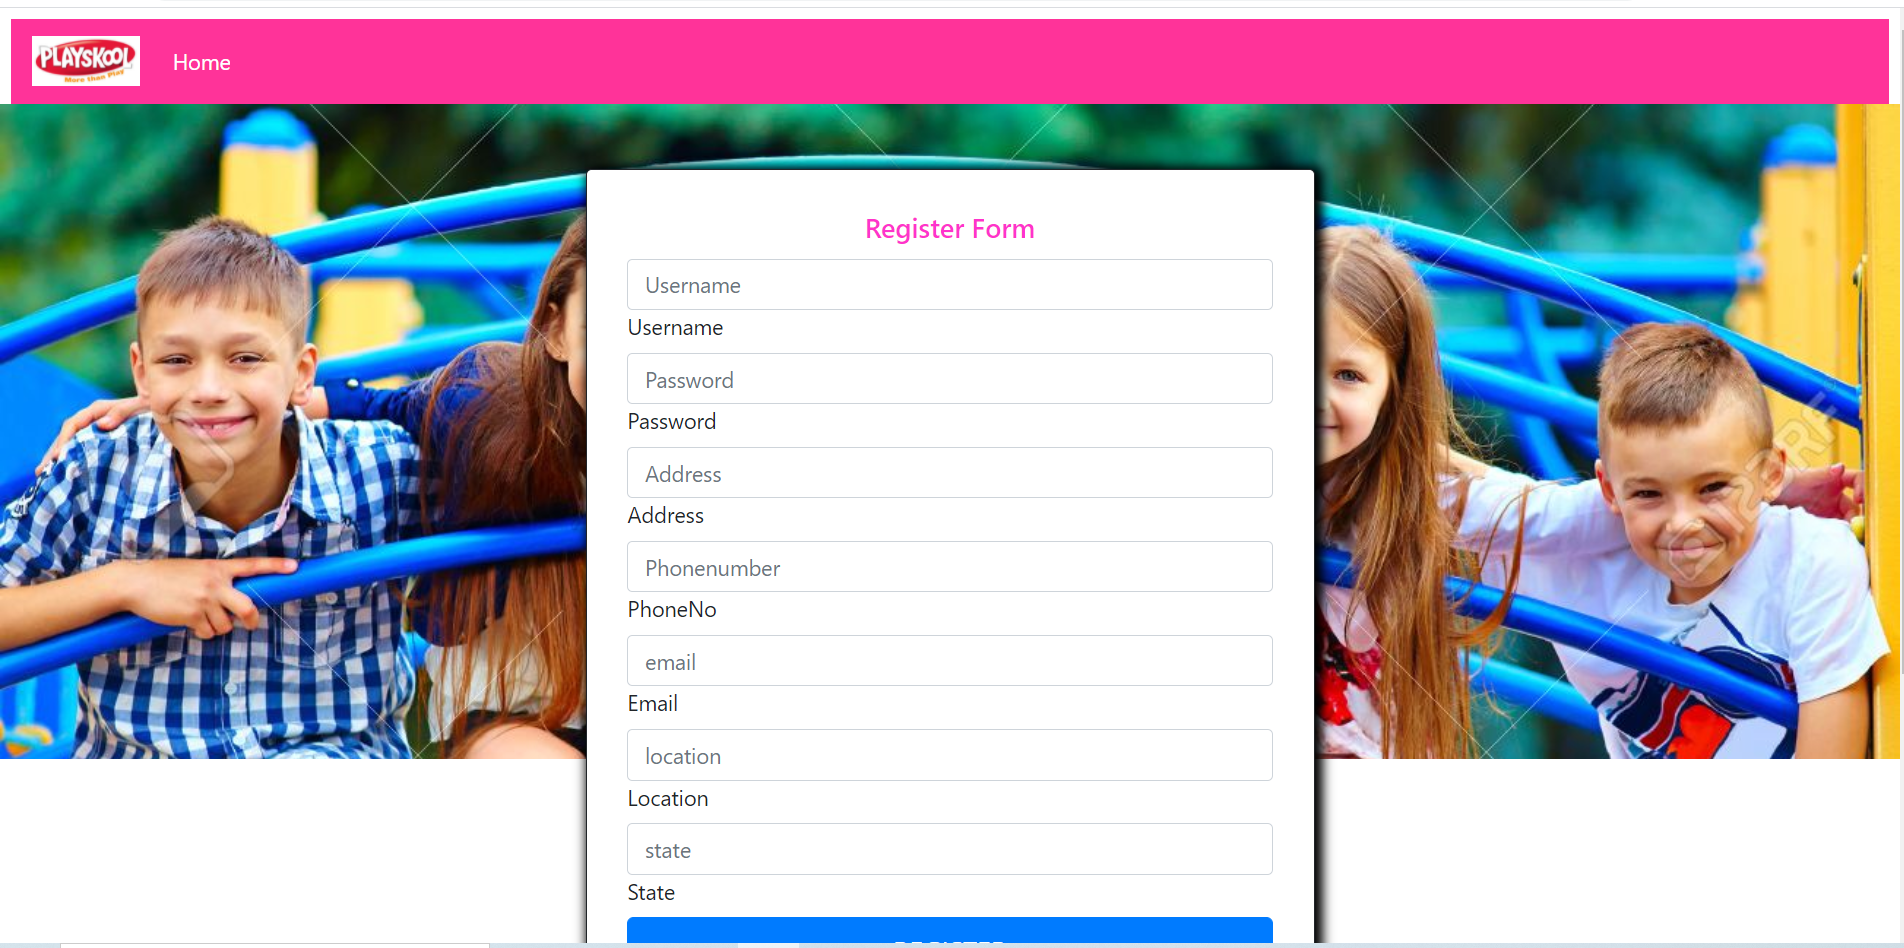 PLAYSKOOL
More than Play
Home
Register Form
Username
Username
Password
Password
Address
Address
Phonenumber
PhoneNo
email
Email
location
Location
state
State
REGISTER